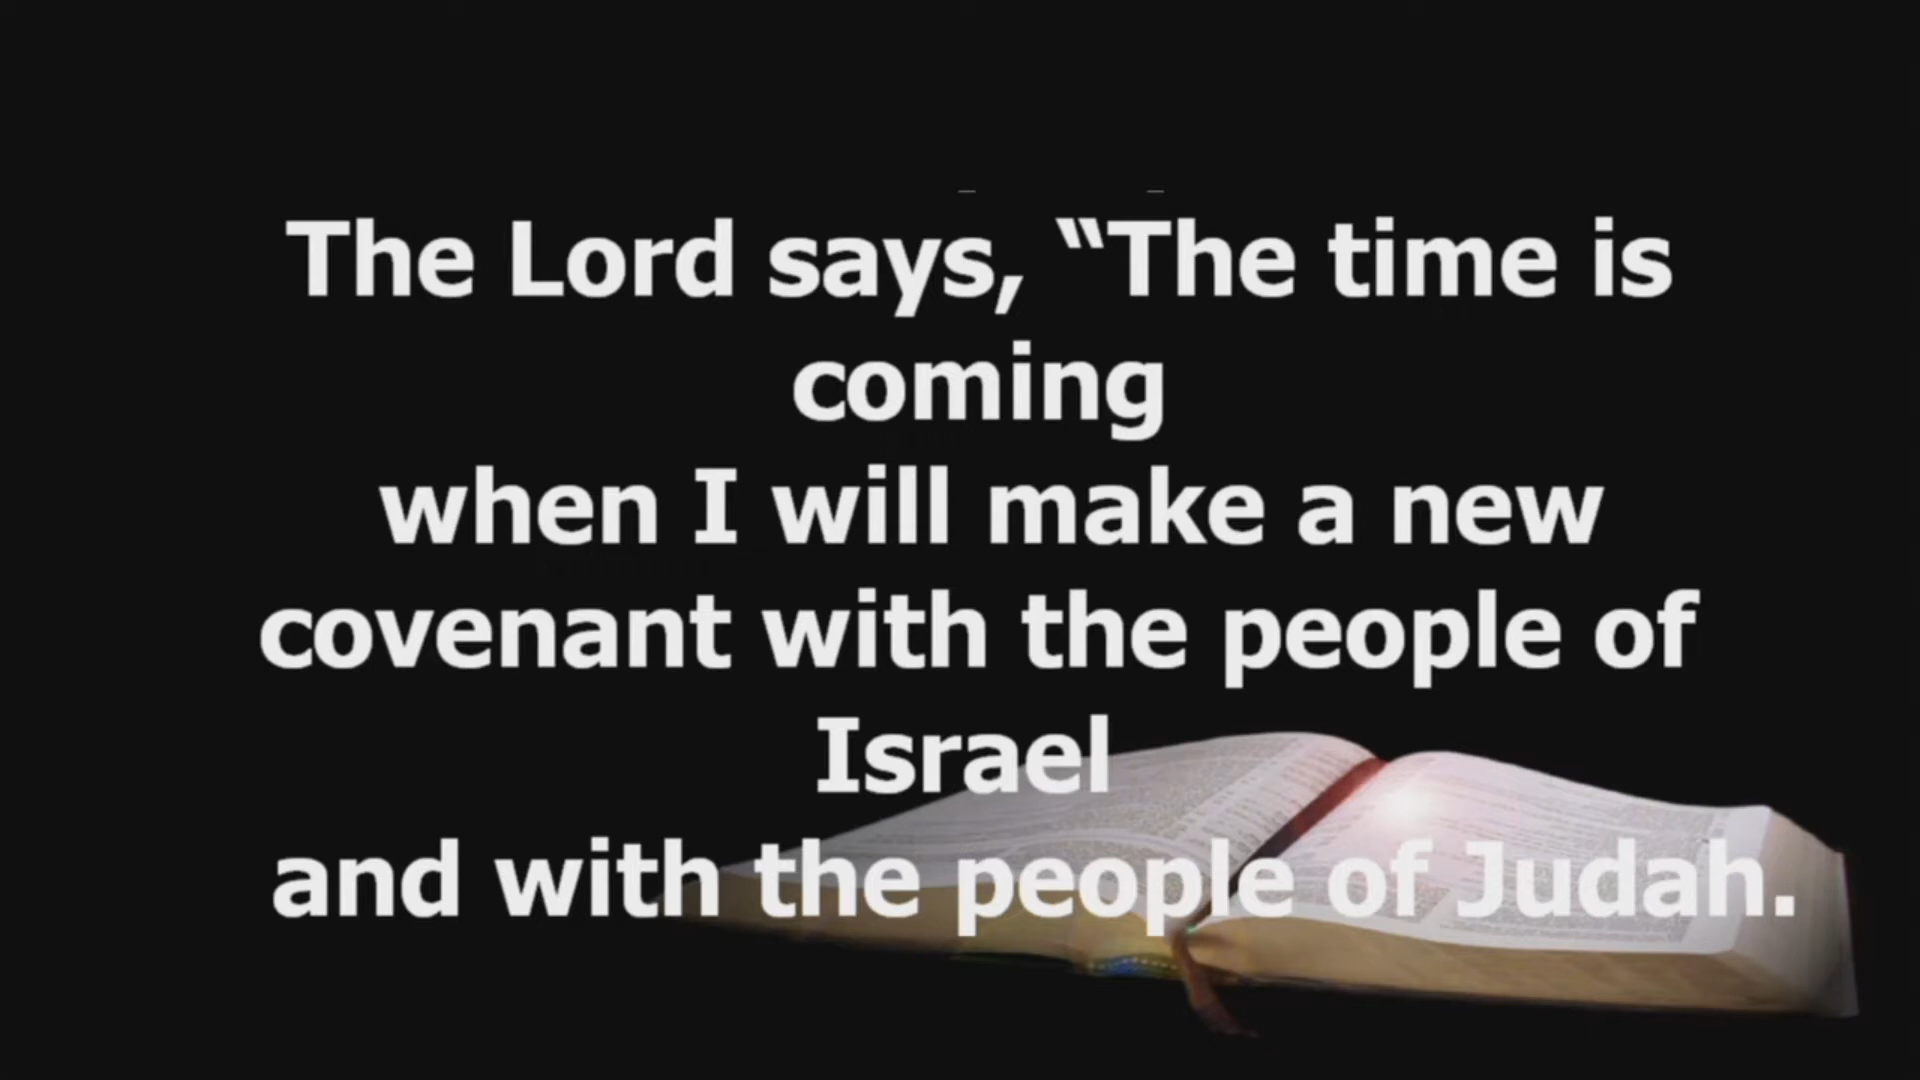 The Lord says, “The time is
coming
when I will make a new
covenant with the people of
Israel
and with the people of Judah.